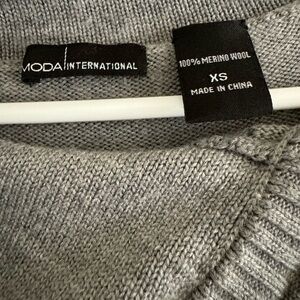 MODA INTERNATIONAL
100% MERINO WOOL
XS
MADE IN CHINA